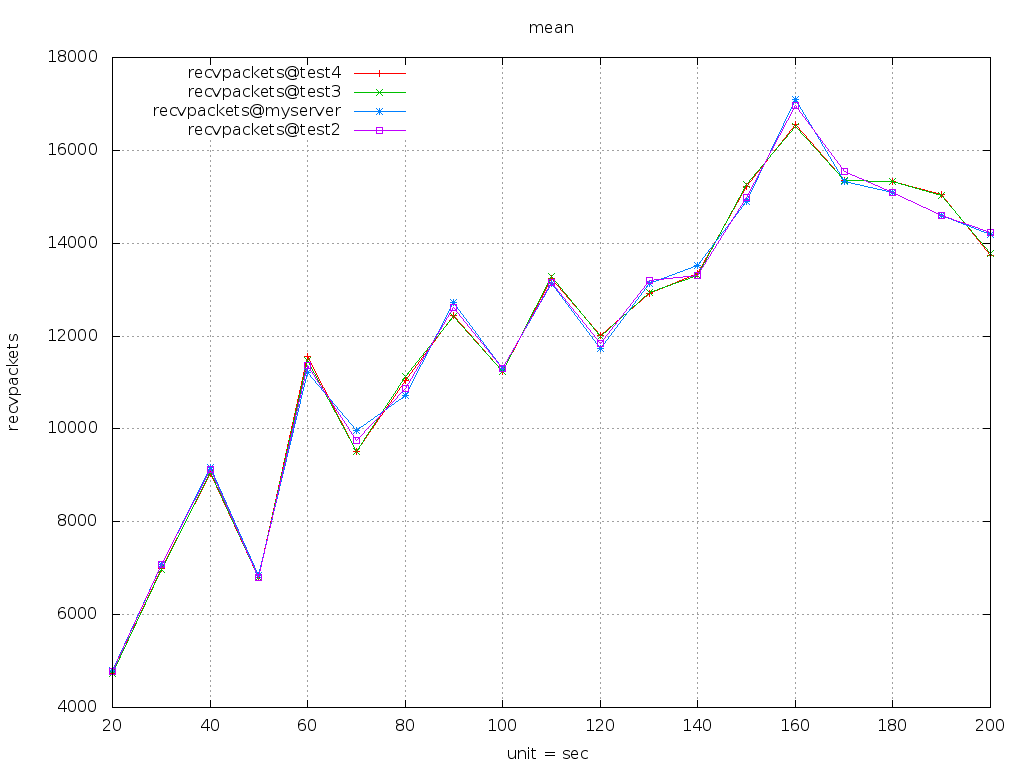 mean
18000
16000
14000
12000
10000
8000
6000
4000
recvpackets
recvpackets@test4
recvpackets@test3
recvpackets@myserver
recvpackets@test2
20 40 60 80 100 120 140 160 180 200
unit = sec